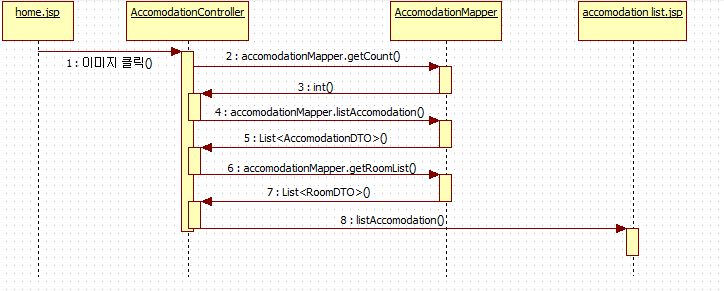 home.jsp
AccomodationController
AccomodationMapper
accomodation list.jsp
1 : 이미지 클릭()
2 : accomodationMapper.getCount()
3 : int()
4 : accomodationMapper.listAccomodation()
5 : List<AccomodationDTO>()
6 : accomodationMapper.getRoomList()
7 : List<RoomDTO>()
8 : listAccomodation()